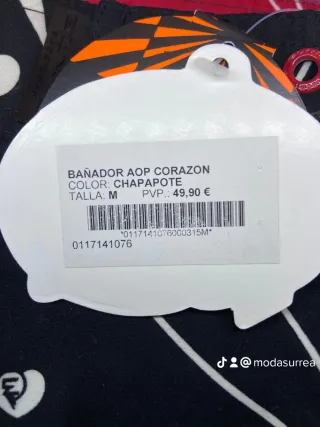 BAÑADOR AOP CORAZON
COLOR: CHAPAPOTE
TALLA: M PVP.: 49,90 €
*0117141076000315M*
0117141076
@ modasurrea